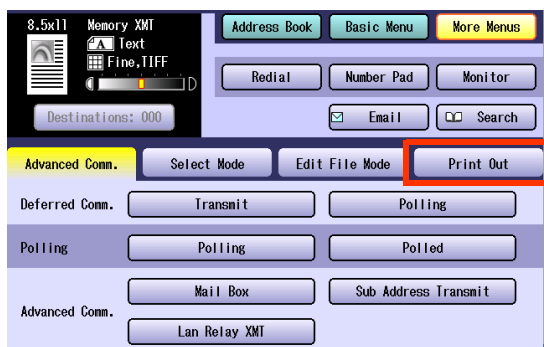 8.5x11 Memory XMT
A Text
Fine,TIFF
D
Destinations: 000
Address Book Basic Menu More Menus
Redial Number Pad Monitor
Email Search
Advanced Comm. Select Mode Edit File Mode Print Out
Deferred Comm. Transmit Polling
Polling Polling Polled
Advanced Comm. Mail Box Sub Address Transmit
Lan Relay XMT